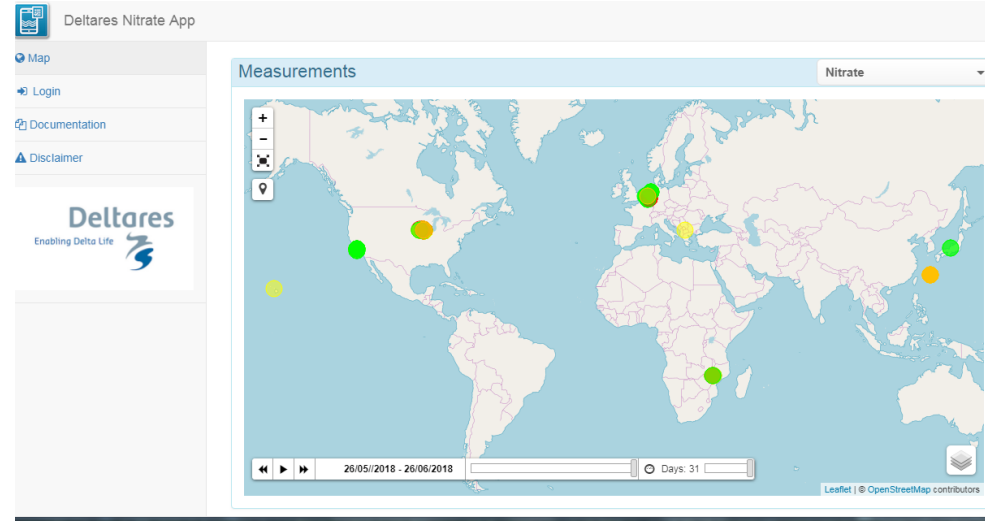 Deltares Nitrate App
Map
Login
Documentation
Disclaimer
Deltares
Enabling Delta Life
Measurements
Nitrate
+
−
26/05//2018 - 26/06/2018
Days: 31
Leaflet | © OpenStreetMap contributors